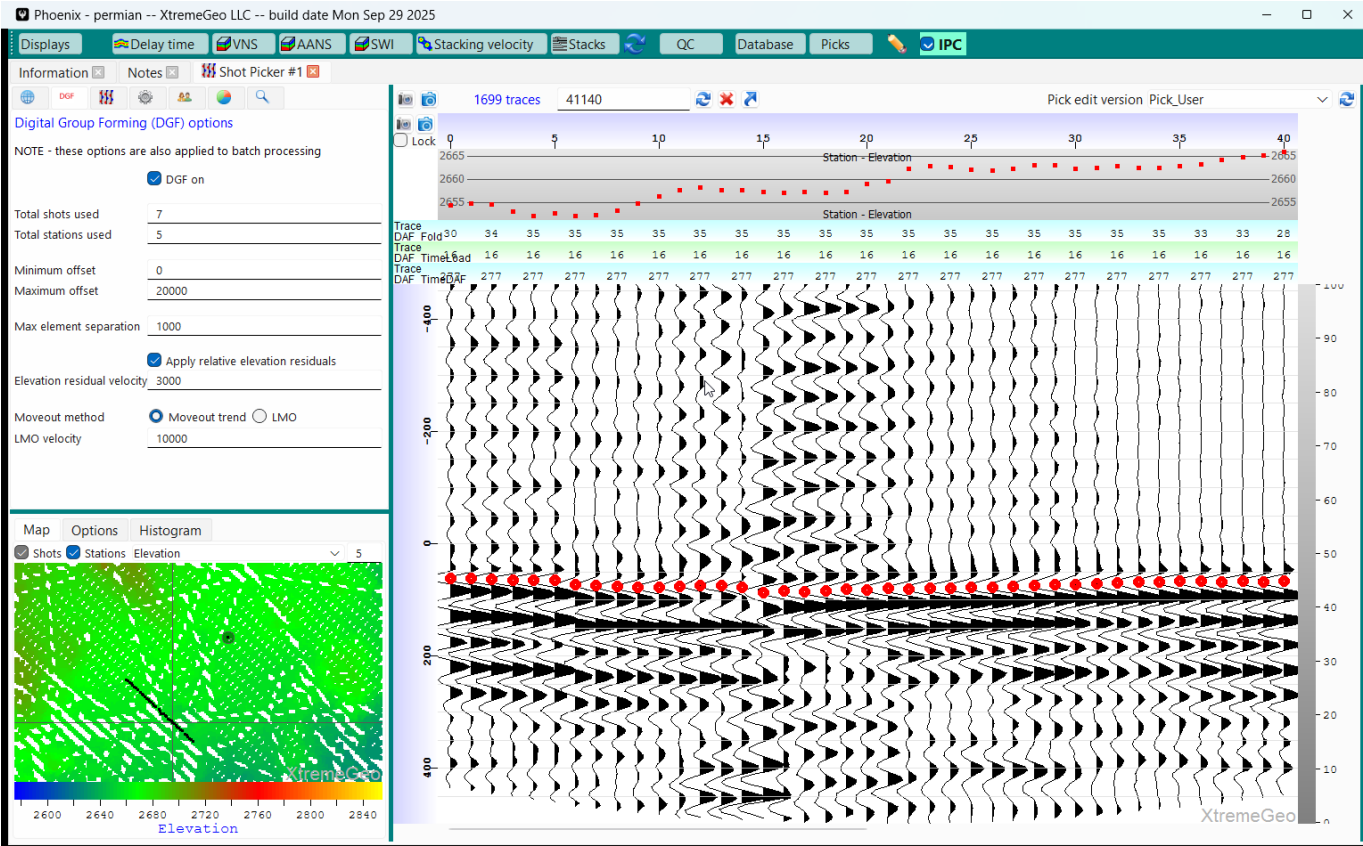 Phoenix - permian -- XtremeGeo LLC -- build date Mon Sep 29 2025
Displays Delay time VNS AANS SWI Stacking velocity Stacks QC Database Picks IPC
Information Notes Shot Picker #1
DGF
1699 traces 41140 Pick edit version Pick_User
Digital Group Forming (DGF) options
NOTE - these options are also applied to batch processing
DGF on
Total shots used 7
Total stations used 5
Minimum offset 0
Maximum offset 20000
Max element separation 1000
Apply relative elevation residuals
Elevation residual velocity 3000
Moveout method Moveout trend LMO
LMO velocity 10000
Map Options Histogram
Shots Stations Elevation 5
XtremeGeo
2600 2640 2680 2720 2760 2800 2840
Elevation
Lock
0 5 10 15 20 25 30 35 40
2665 Station - Elevation 2665
2660 2660
2655 2655
Station - Elevation
Trace
DAF_Fold 30 34 35 35 35 35 35 35 35 35 35 35 35 35 35 35 35 35 33 33 28
Trace
DAF_TimeLoad 16 16 16 16 16 16 16 16 16 16 16 16 16 16 16 16 16 16 16 16 16
Trace
DAF_TimeDAF 277 277 277 277 277 277 277 277 277 277 277 277 277 277 277 277 277 277 277 277 277
-400
-200
0
200
400
100
90
80
70
60
50
40
30
20
10
0
XtremeGeo